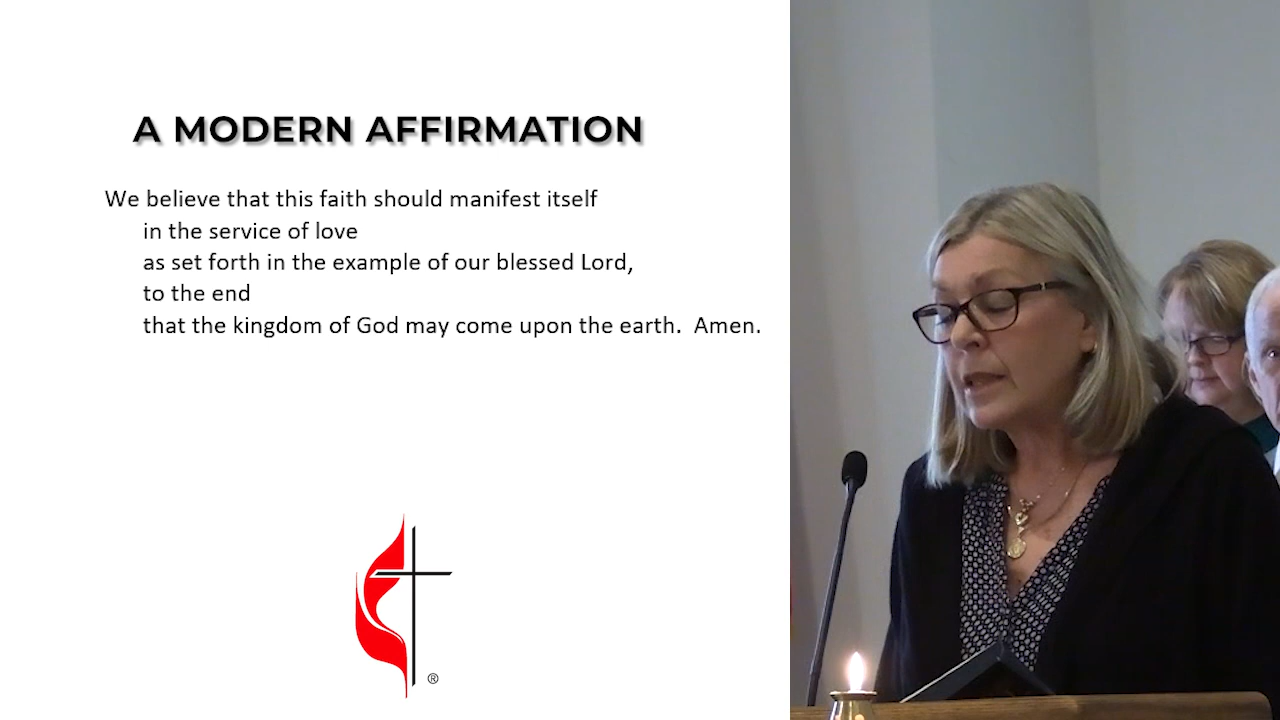 A MODERN AFFIRMATION
We believe that this faith should manifest itself
in the service of love
as set forth in the example of our blessed Lord,
to the end
that the kingdom of God may come upon the earth.  Amen.
®